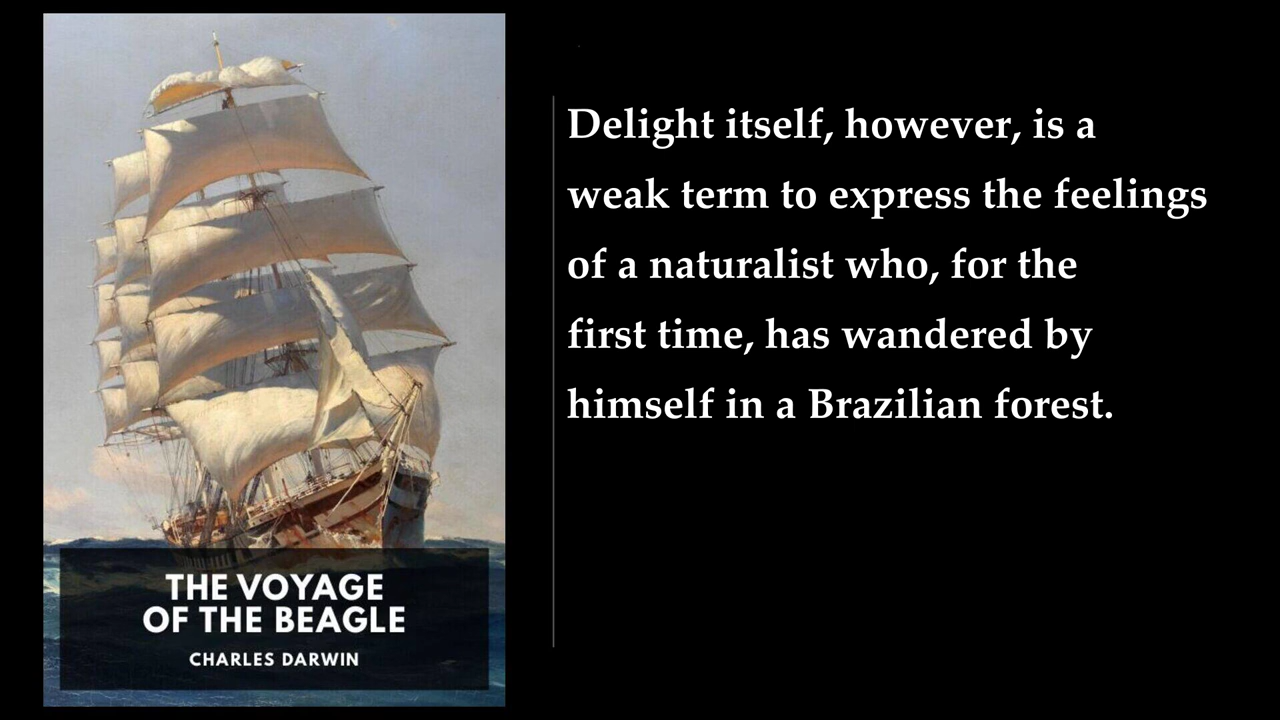 THE VOYAGE
OF THE BEAGLE
CHARLES DARWIN
Delight itself, however, is a
weak term to express the feelings
of a naturalist who, for the
first time, has wandered by
himself in a Brazilian forest.